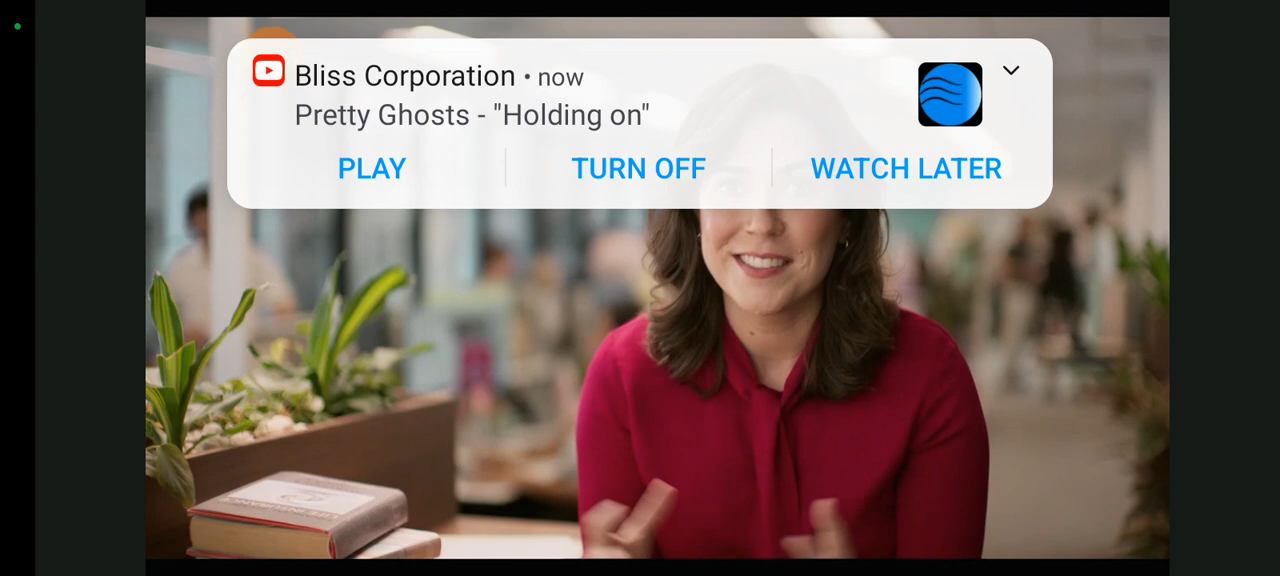 Bliss Corporation • now
Pretty Ghosts - "Holding on"
PLAY TURN OFF WATCH LATER